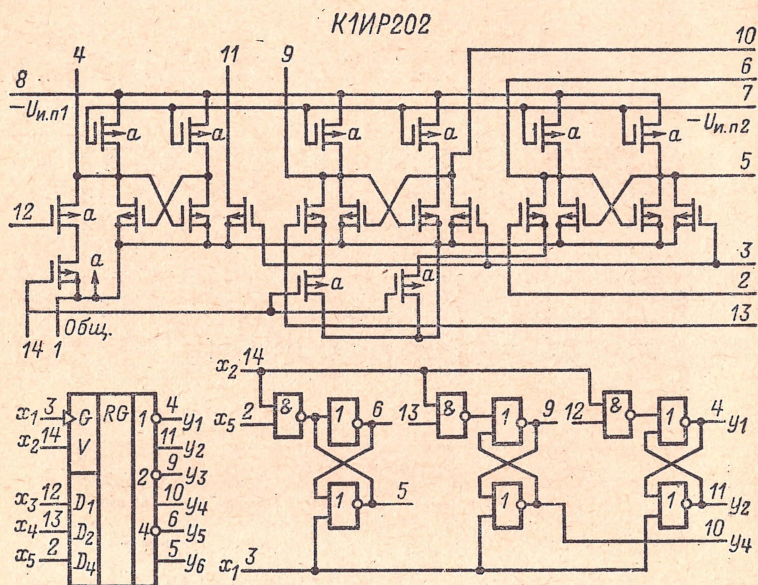 К1ИР202
4 11 9 10
8 6
−Uи.п1 7
а а а а а а −Uи.п2
5
12 а
а 3
а а 2
Общ. 13
14 1
x2 14
x1 3 G RG 1 4 y1
x2 14 V 11 y2
2 9 y3
x3 12 D1 10 y4
x4 13 D2 4 6 y5
x5 2 D4 5 y6
x5 2 & 1 6 13 & 1 9 12 & 1 4 y1
1 5 1 1 11 y2
10 y4
x1 3